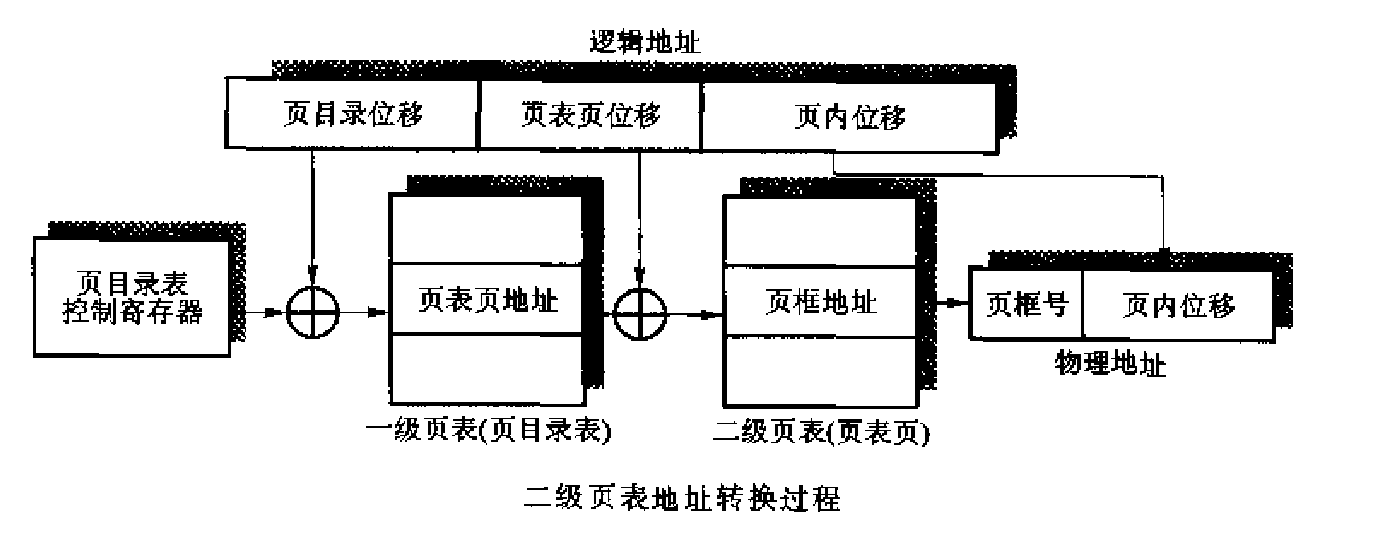 逻辑地址
页目录位移
页表页位移
页内位移
页目录表
控制寄存器
页表页地址
页框地址
页框号
页内位移
物理地址
一级页表(页目录表)
二级页表(页表页)
二级页表地址转换过程